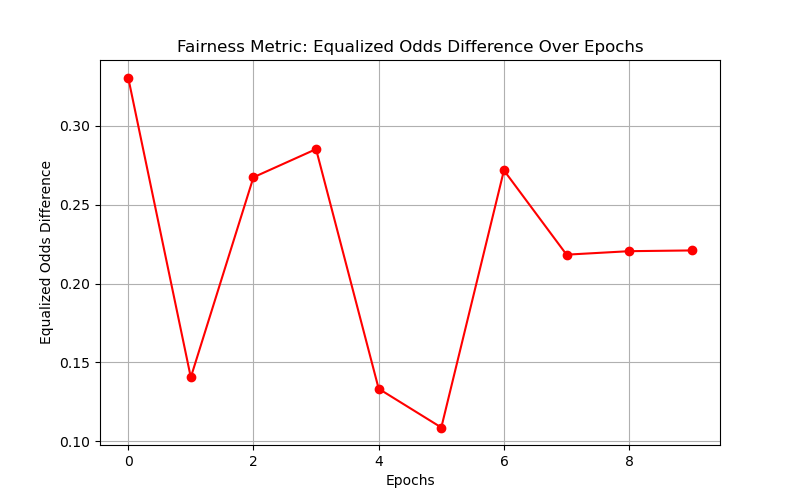 Fairness Metric: Equalized Odds Difference Over Epochs
Equalized Odds Difference
0.30
0.25
0.20
0.15
0.10
0 2 4 6 8
Epochs